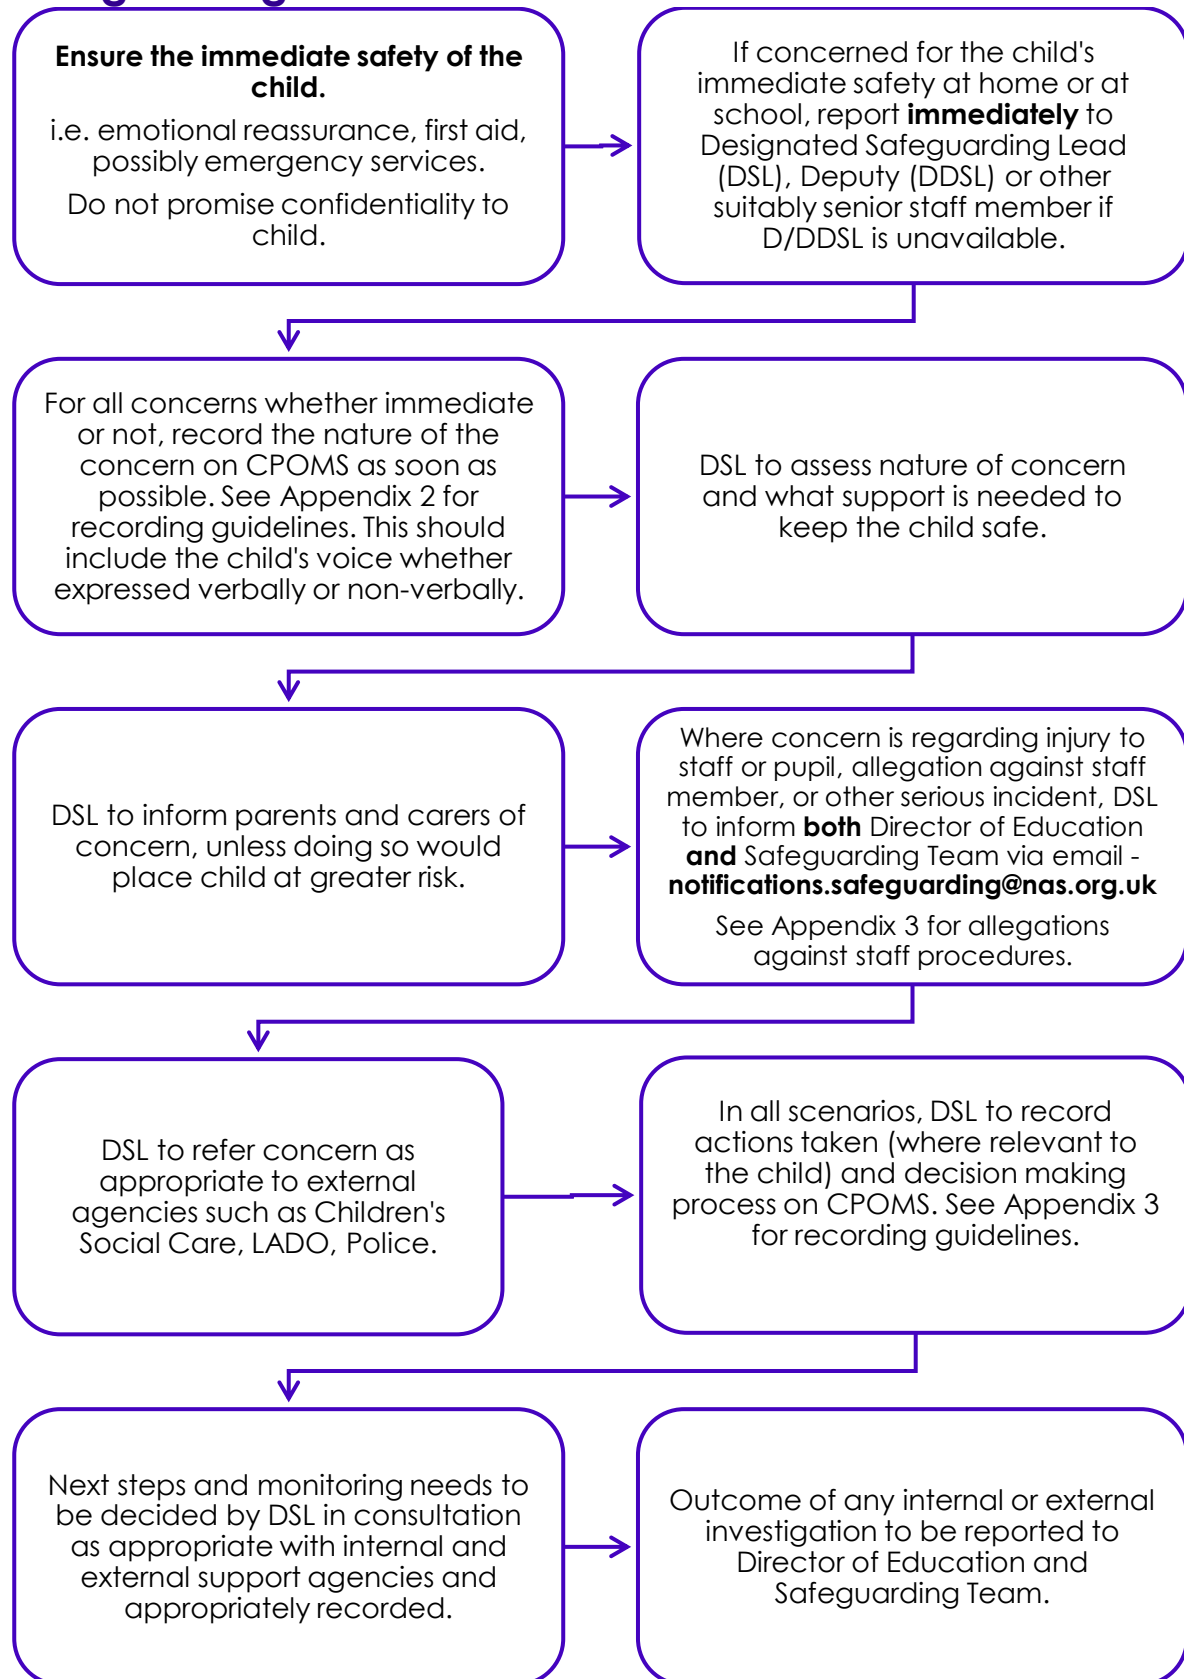 Ensure the immediate safety of the
child.
i.e. emotional reassurance, first aid,
possibly emergency services.
Do not promise confidentiality to
child.
If concerned for the child's
immediate safety at home or at
school, report immediately to
Designated Safeguarding Lead
(DSL), Deputy (DDSL) or other
suitably senior staff member if
D/DDSL is unavailable.
For all concerns whether immediate
or not, record the nature of the
concern on CPOMS as soon as
possible. See Appendix 2 for
recording guidelines. This should
include the child's voice whether
expressed verbally or non-verbally.
DSL to assess nature of concern
and what support is needed to
keep the child safe.
DSL to inform parents and carers of
concern, unless doing so would
place child at greater risk.
Where concern is regarding injury to
staff or pupil, allegation against staff
member, or other serious incident, DSL
to inform both Director of Education
and Safeguarding Team via email -
notifications.safeguarding@nas.org.uk
See Appendix 3 for allegations
against staff procedures.
DSL to refer concern as
appropriate to external
agencies such as Children's
Social Care, LADO, Police.
In all scenarios, DSL to record
actions taken (where relevant to
the child) and decision making
process on CPOMS. See Appendix 3
for recording guidelines.
Next steps and monitoring needs to
be decided by DSL in consultation
as appropriate with internal and
external support agencies and
appropriately recorded.
Outcome of any internal or external
investigation to be reported to
Director of Education and
Safeguarding Team.